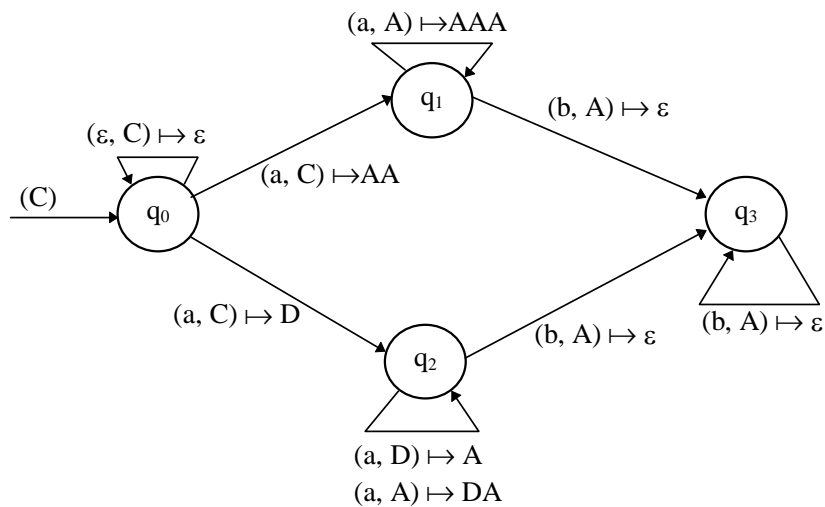 (a, A) ↦AAA
q₁
(b, A) ↦ ε
(ε, C) ↦ ε
(a, C) ↦AA
(C)
q₀
q₃
(a, C) ↦ D
(b, A) ↦ ε
(b, A) ↦ ε
q₂
(a, D) ↦ A
(a, A) ↦ DA